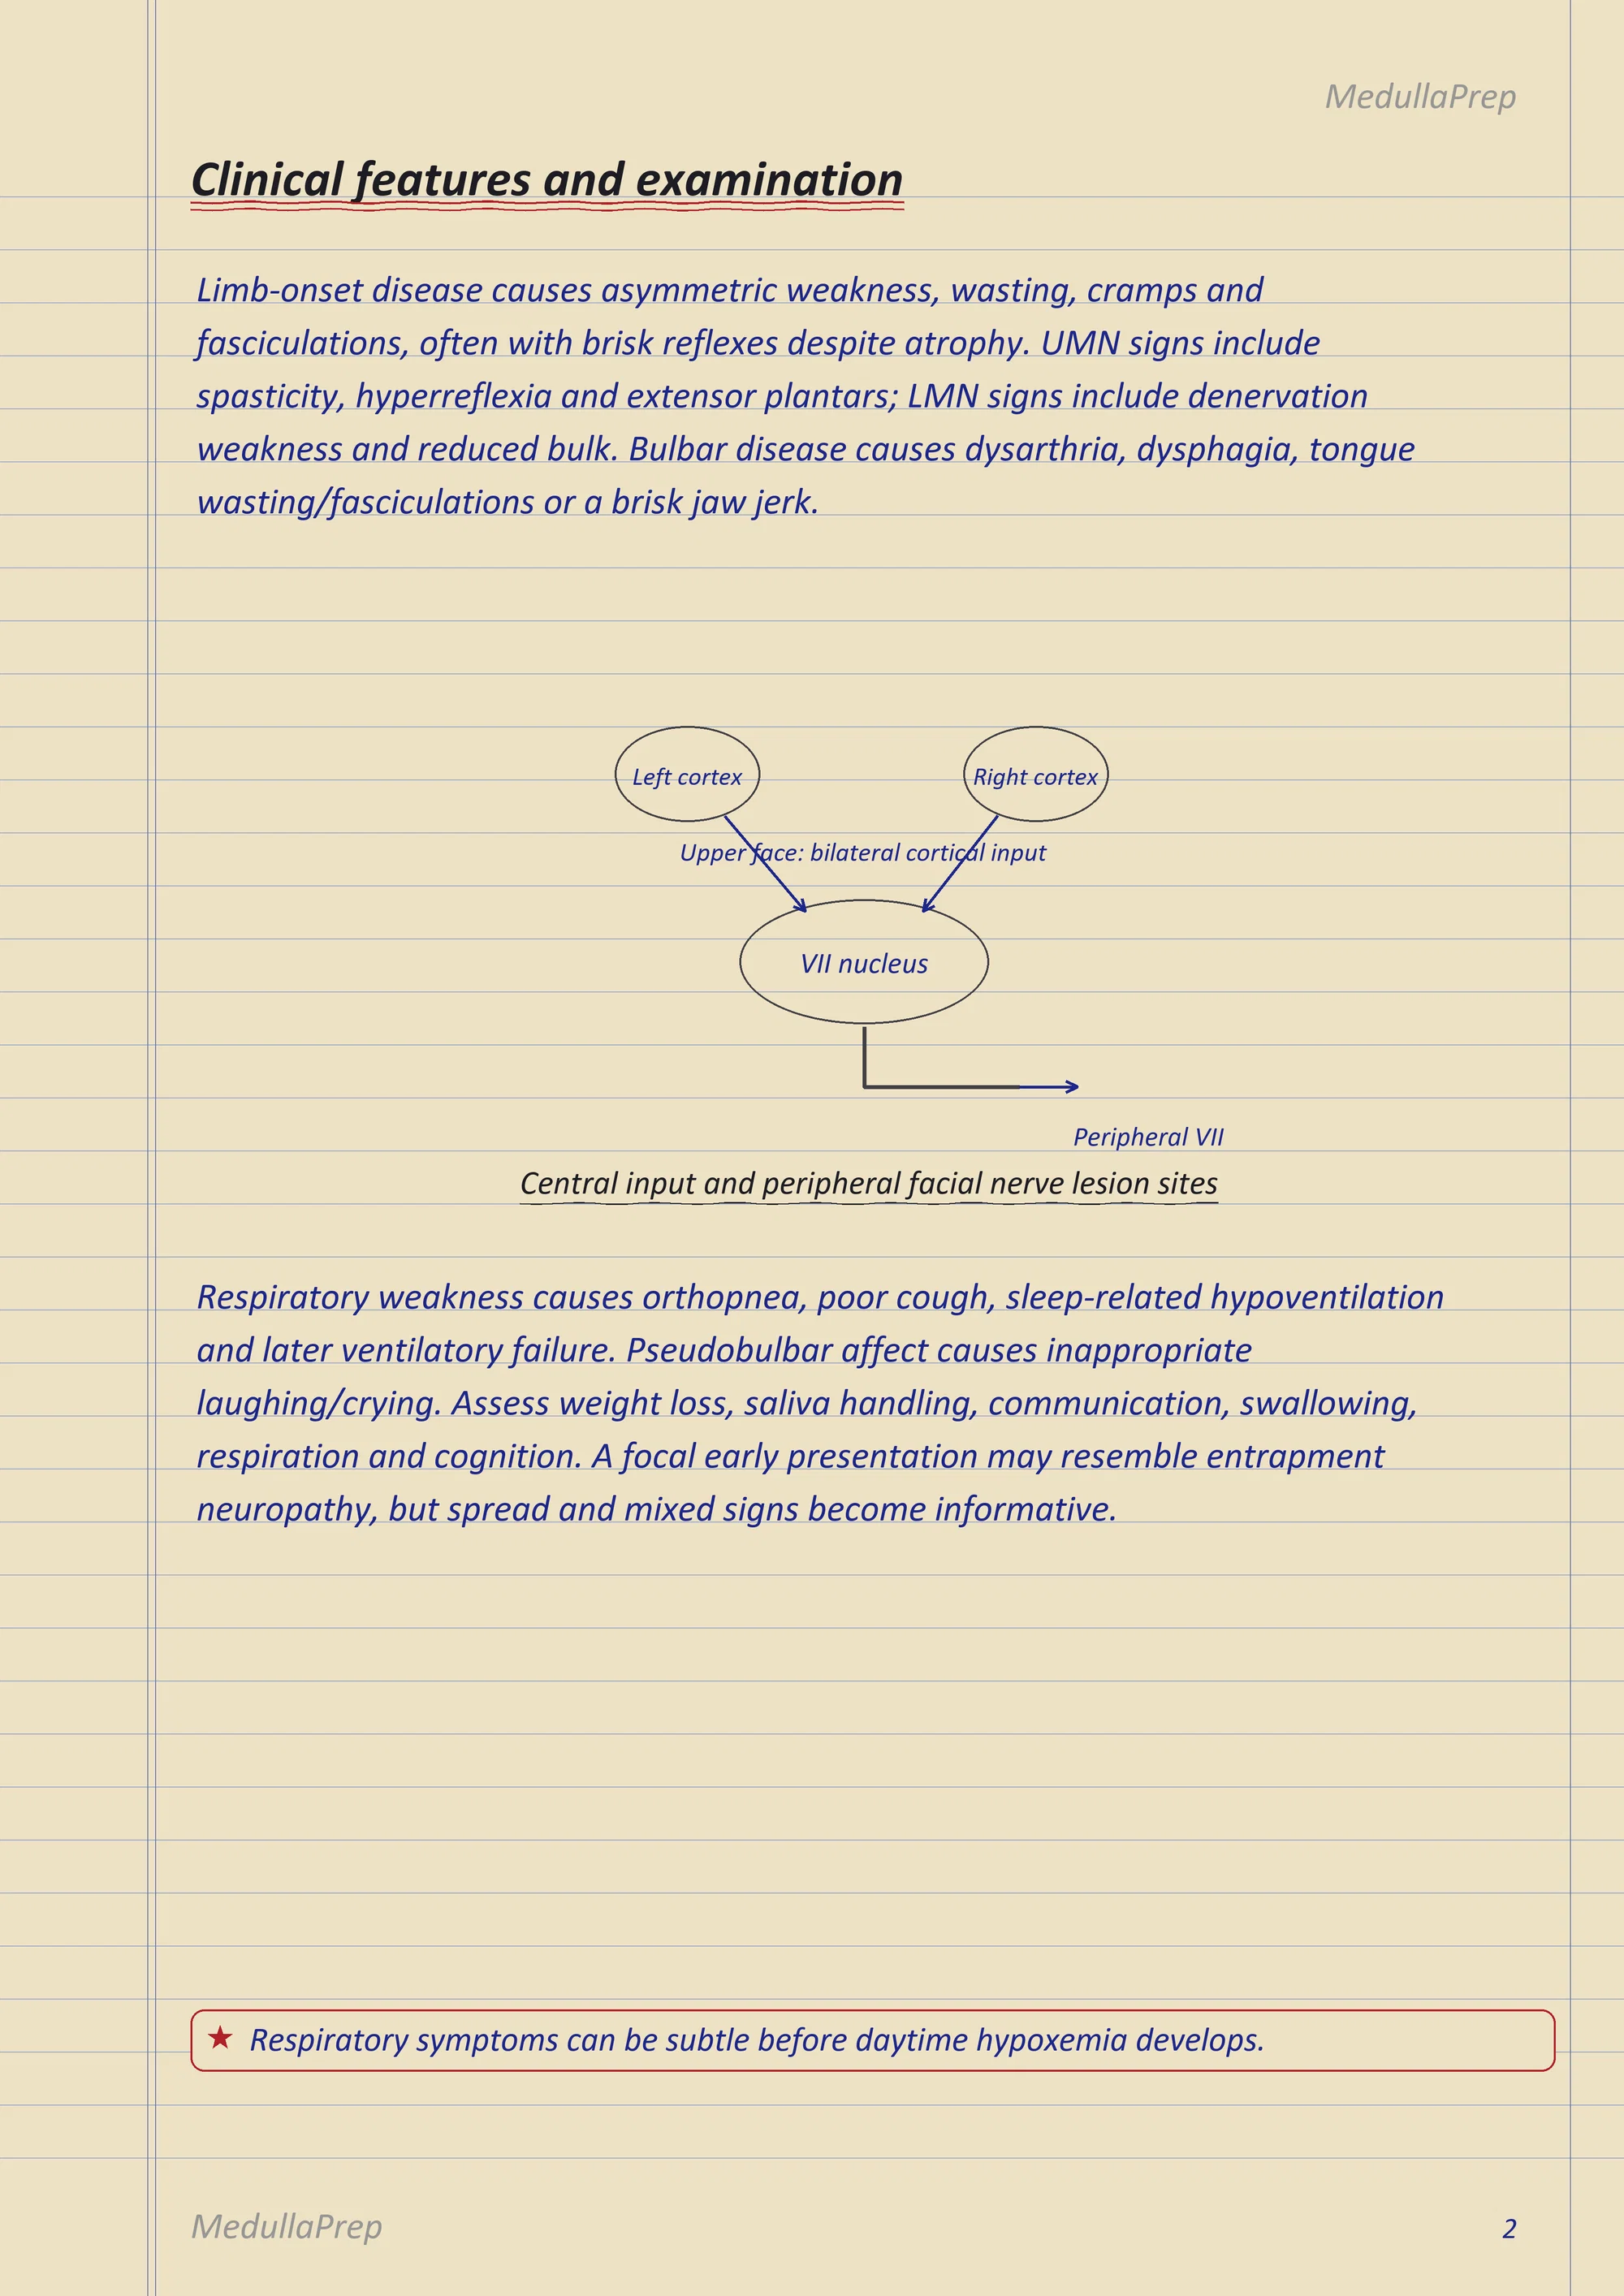 MedullaPrep
Clinical features and examination
Limb-onset disease causes asymmetric weakness, wasting, cramps and
fasciculations, often with brisk reflexes despite atrophy. UMN signs include
spasticity, hyperreflexia and extensor plantars; LMN signs include denervation
weakness and reduced bulk. Bulbar disease causes dysarthria, dysphagia, tongue
wasting/fasciculations or a brisk jaw jerk.
Left cortex
Right cortex
Upper face: bilateral cortical input
VII nucleus
Peripheral VII
Central input and peripheral facial nerve lesion sites
Respiratory weakness causes orthopnea, poor cough, sleep-related hypoventilation
and later ventilatory failure. Pseudobulbar affect causes inappropriate
laughing/crying. Assess weight loss, saliva handling, communication, swallowing,
respiration and cognition. A focal early presentation may resemble entrapment
neuropathy, but spread and mixed signs become informative.
★ Respiratory symptoms can be subtle before daytime hypoxemia develops.
MedullaPrep
2